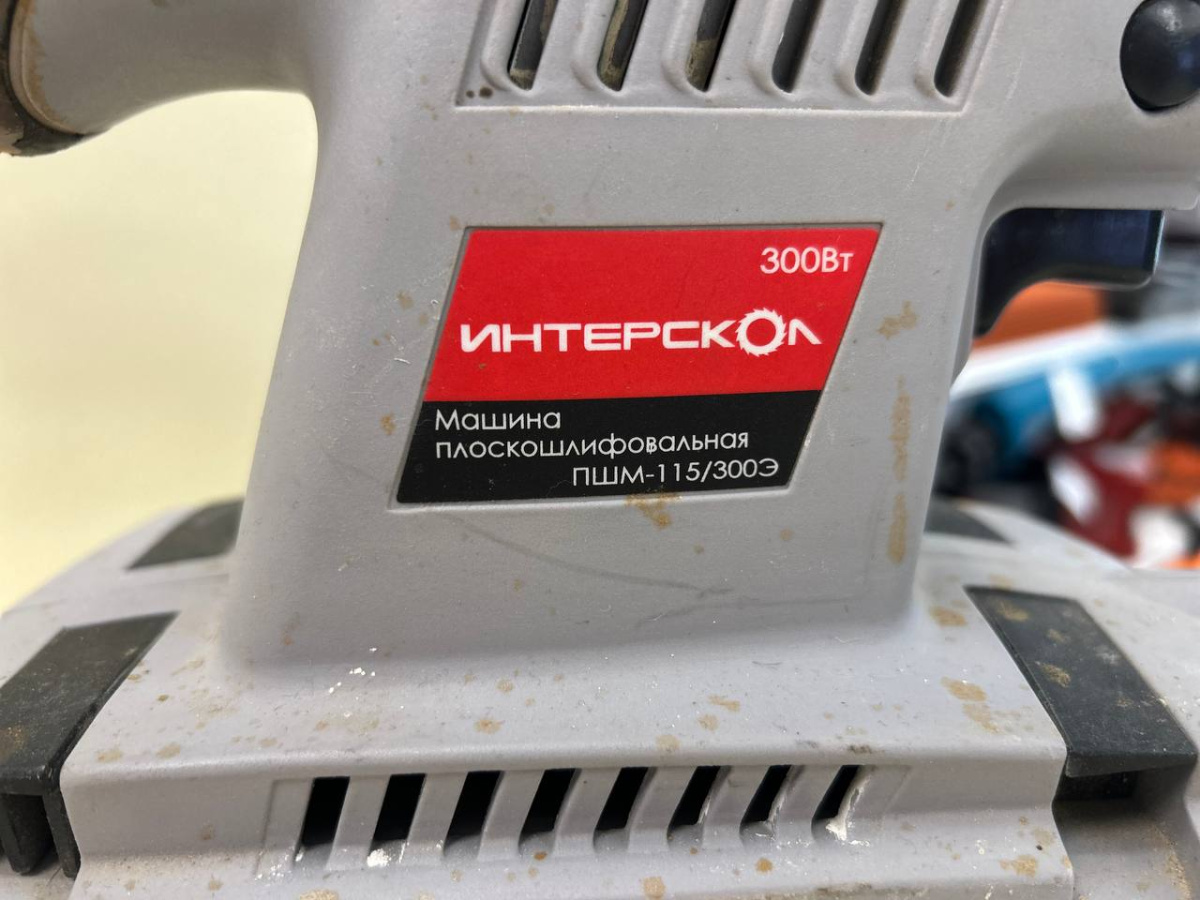 300Вт
ИНТЕРСКОЛ
Машина
плоскошлифовальная
ПШМ-115/300Э